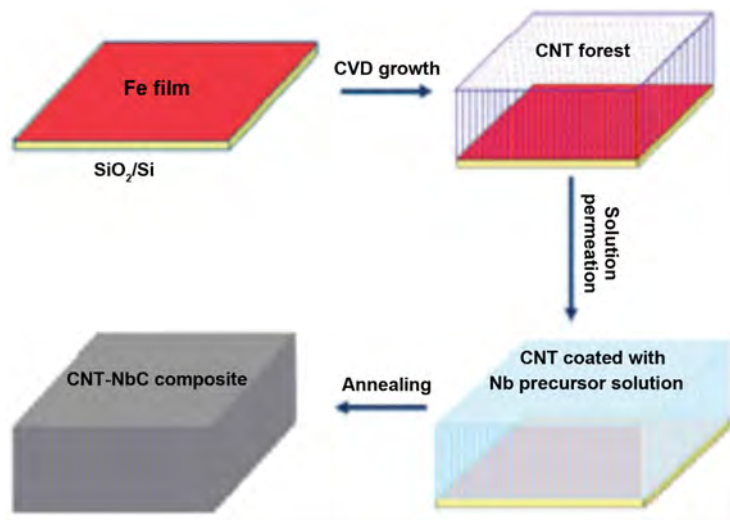 Fe film
SiO₂/Si
CVD growth
CNT forest
Solution
permeation
CNT coated with
Nb precursor solution
Annealing
CNT-NbC composite